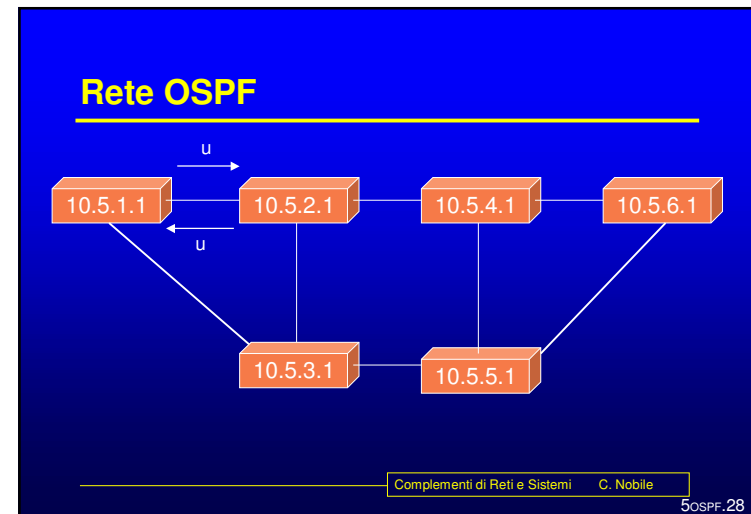 Rete OSPF
u
10.5.1.1 10.5.2.1 10.5.4.1 10.5.6.1
u
10.5.3.1 10.5.5.1
Complementi di Reti e Sistemi C. Nobile
5OSPF.28